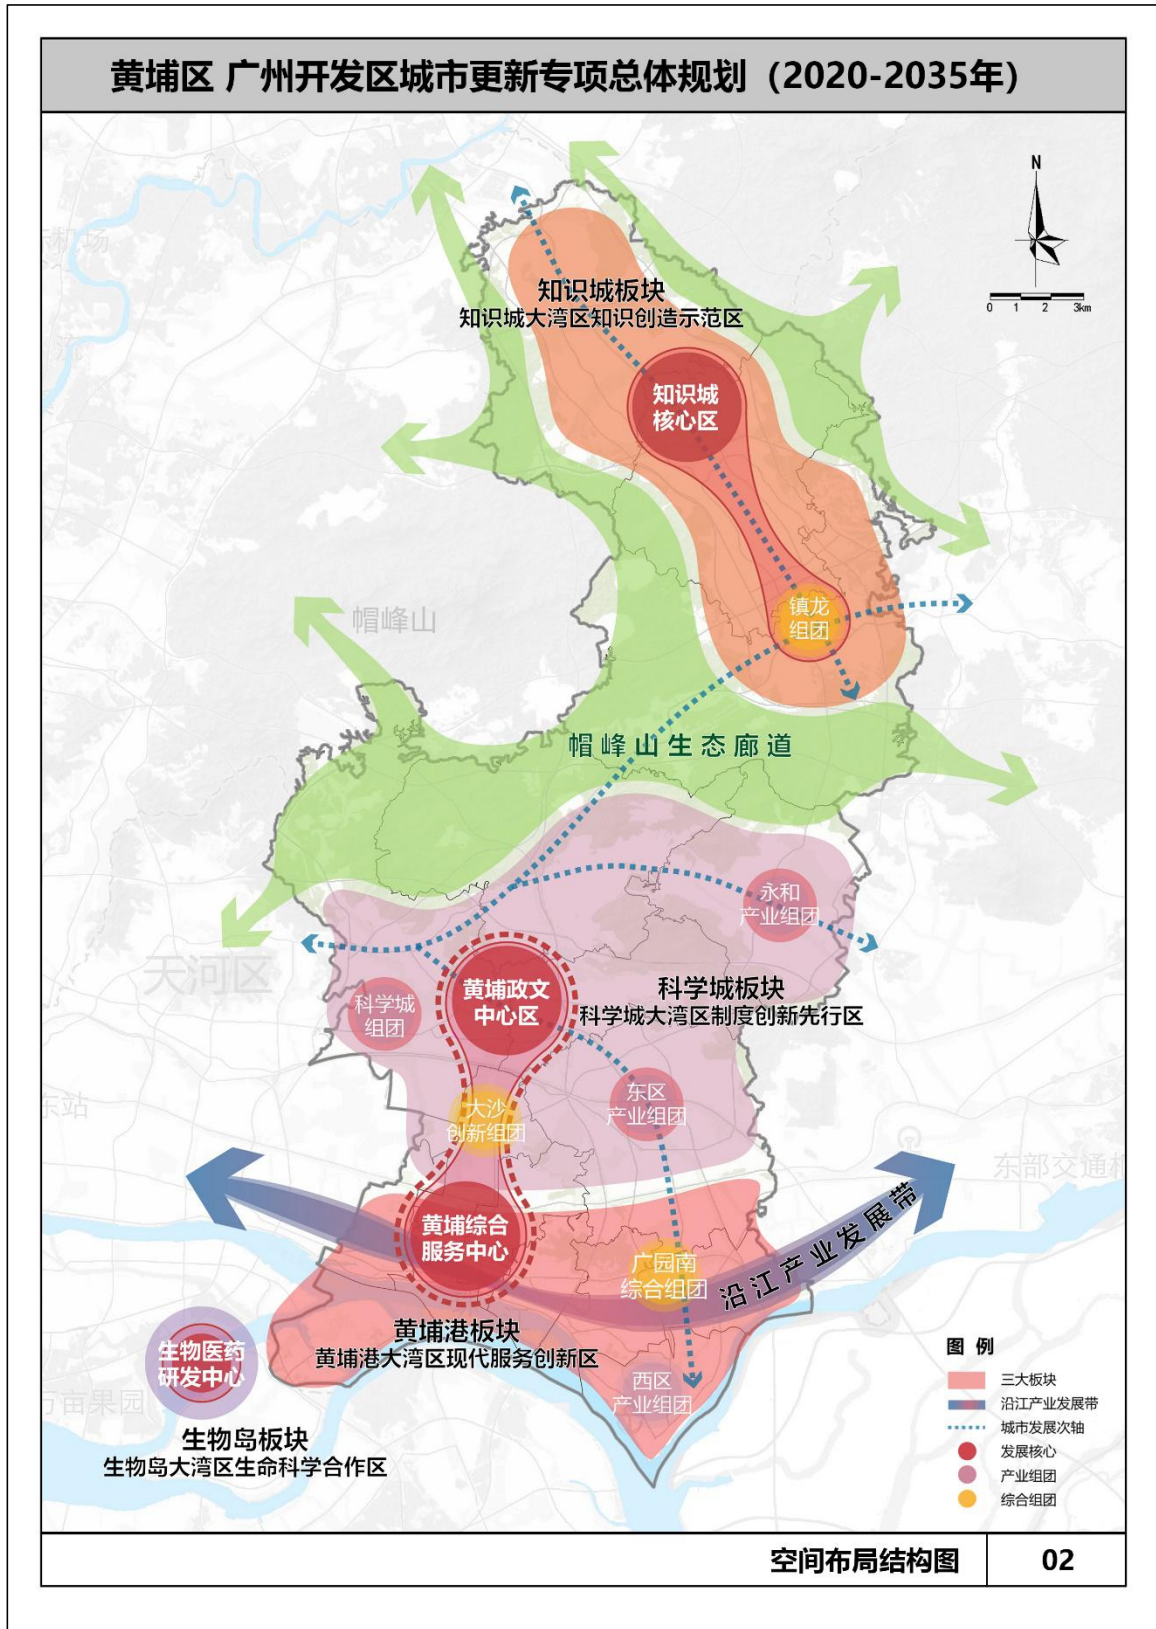 黄埔区 广州开发区城市更新专项总体规划（2020-2035年）
N
0 1 2 3km
知识城板块
知识城大湾区知识创造示范区
知识城
核心区
镇龙
组团
帽峰山
帽峰山生态廊道
永和
产业组团
天河区
黄埔政文
中心区
科学城
组团
科学城板块
科学城大湾区制度创新先行区
大沙
创新组团
东区
产业组团
东站
东部交通枢
沿江产业发展带
黄埔综合
服务中心
广园南
综合组团
黄埔港板块
黄埔港大湾区现代服务创新区
生物医药
研发中心
西区
产业组团
万亩果园
生物岛板块
生物岛大湾区生命科学合作区
图 例
三大板块
沿江产业发展带
城市发展次轴
发展核心
产业组团
综合组团
空间布局结构图
02